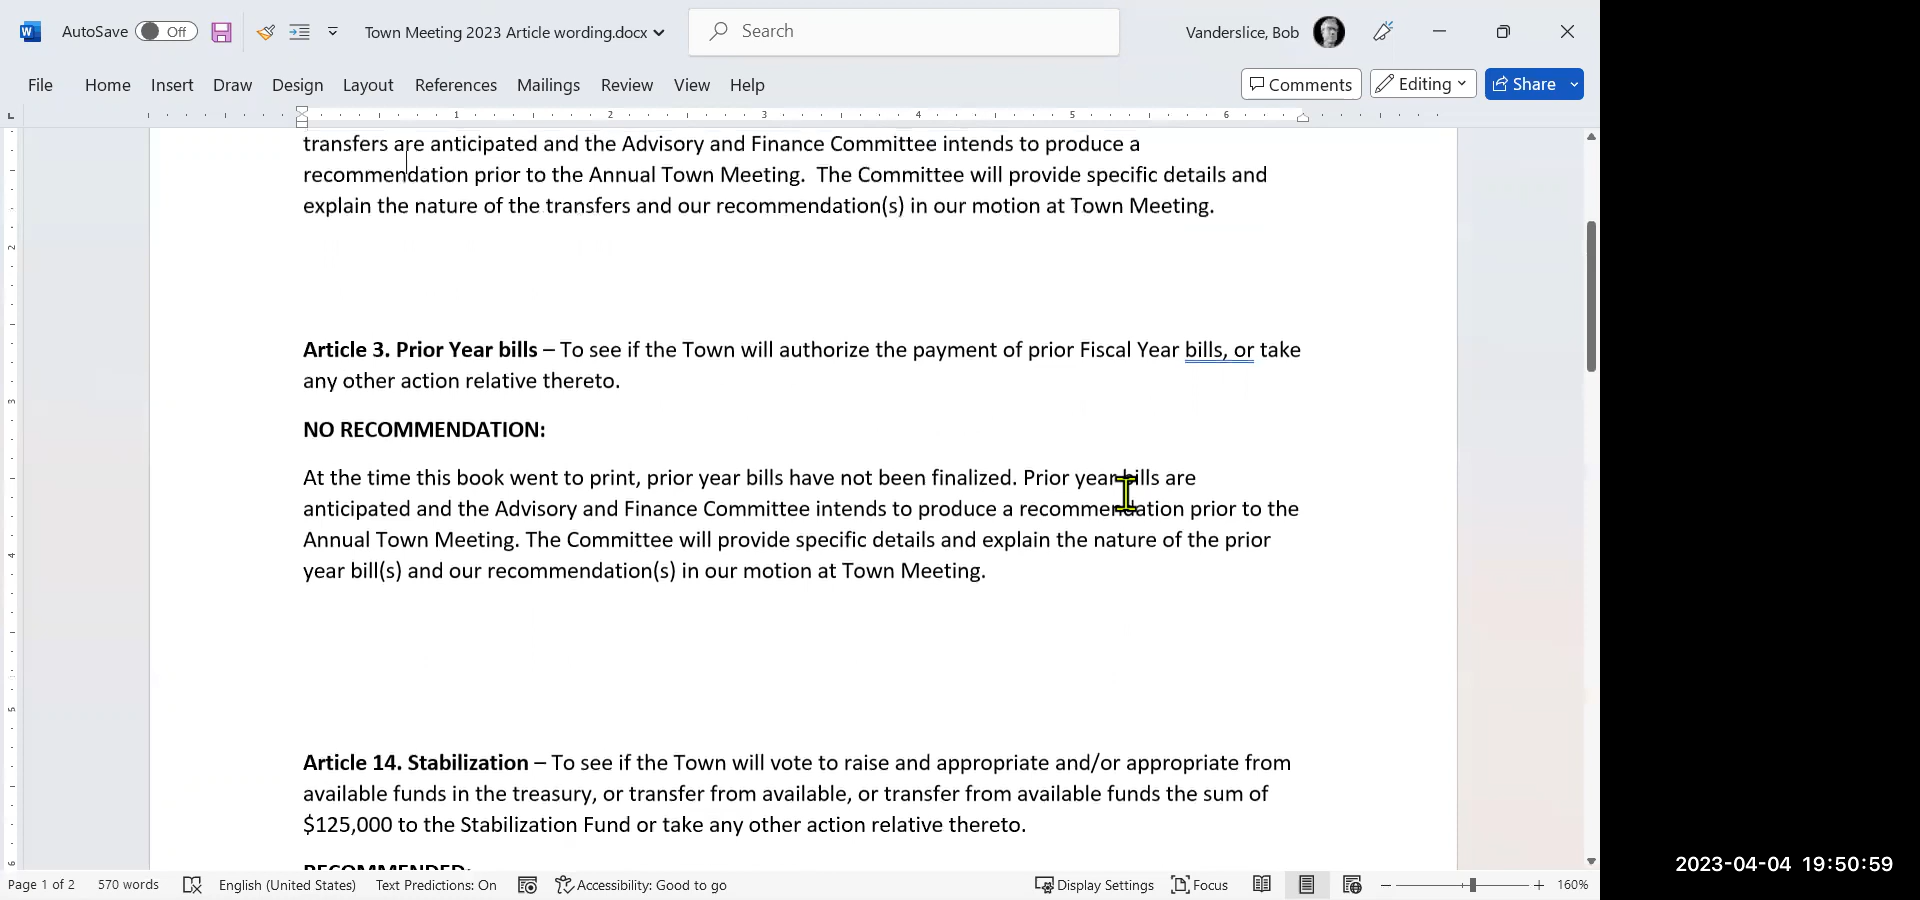 AutoSave Off Town Meeting 2023 Article wording.docx Search Vanderslice, Bob
File Home Insert Draw Design Layout References Mailings Review View Help Comments Editing Share
1 2 3 4 5 6
transfers are anticipated and the Advisory and Finance Committee intends to produce a
recommendation prior to the Annual Town Meeting.  The Committee will provide specific details and
explain the nature of the transfers and our recommendation(s) in our motion at Town Meeting.
Article 3. Prior Year bills – To see if the Town will authorize the payment of prior Fiscal Year bills, or take
any other action relative thereto.
NO RECOMMENDATION:
At the time this book went to print, prior year bills have not been finalized. Prior year bills are
anticipated and the Advisory and Finance Committee intends to produce a recommendation prior to the
Annual Town Meeting. The Committee will provide specific details and explain the nature of the prior
year bill(s) and our recommendation(s) in our motion at Town Meeting.
Article 14. Stabilization – To see if the Town will vote to raise and appropriate and/or appropriate from
available funds in the treasury, or transfer from available, or transfer from available funds the sum of
$125,000 to the Stabilization Fund or take any other action relative thereto.
RECOMMENDED:
Page 1 of 2 570 words English (United States) Text Predictions: On Accessibility: Good to go Display Settings Focus 160%
2023-04-04 19:50:59